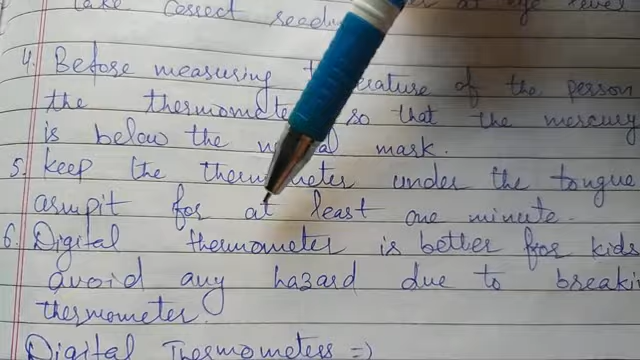 take correct reading at eye level
4. Before measuring temperature of the person
the thermometer so that the mercury
is below the normal mark.
5. keep the thermometer under the tongue
armpit for at least one minute.
6. Digital thermometer is better for kids
avoid any hazard due to breaki
thermometer.
Digital Thermometers =>